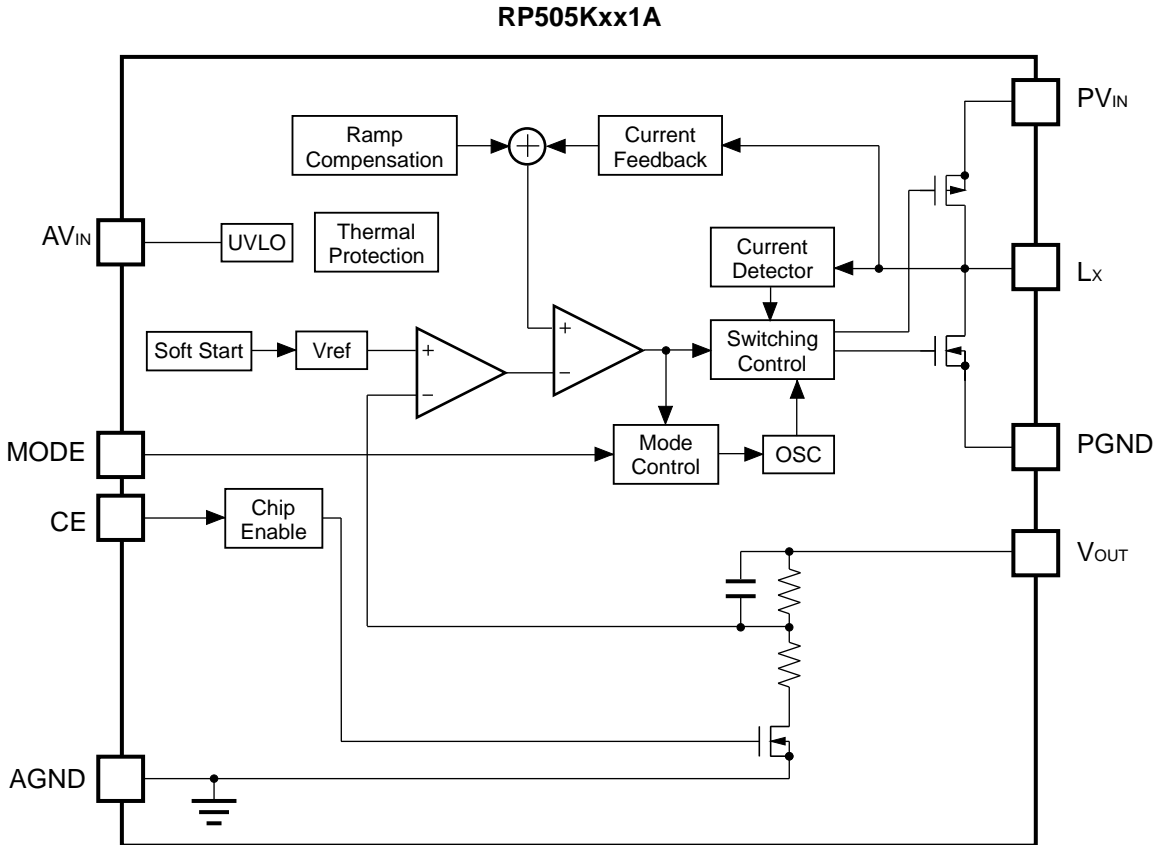 RP505Kxx1A
PVIN
Ramp
Compensation
+
Current
Feedback
AVIN
UVLO
Thermal
Protection
Current
Detector
LX
Soft Start
Vref
+
−
+
−
Switching
Control
MODE
Mode
Control
OSC
PGND
CE
Chip
Enable
VOUT
AGND